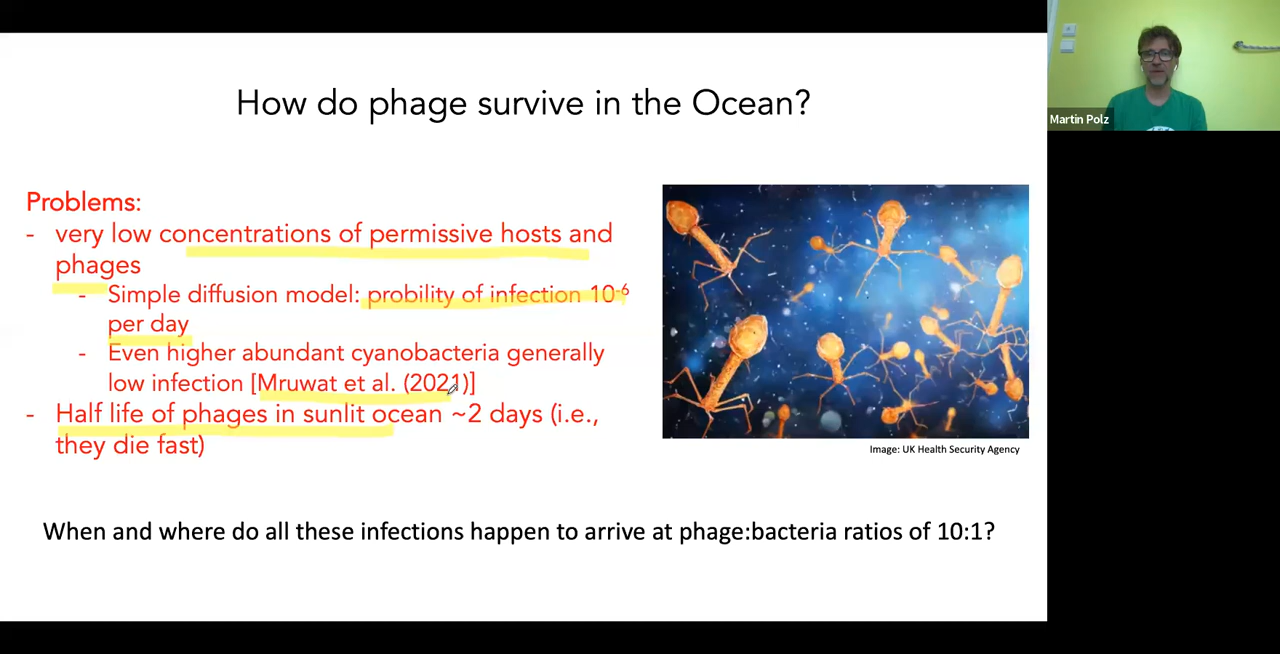 How do phage survive in the Ocean?
Martin Polz
Problems:
- very low concentrations of permissive hosts and
phages
- Simple diffusion model: probility of infection 10⁻⁶
per day
- Even higher abundant cyanobacteria generally
low infection [Mruwat et al. (2021)]
- Half life of phages in sunlit ocean ~2 days (i.e.,
they die fast)
Image: UK Health Security Agency
When and where do all these infections happen to arrive at phage:bacteria ratios of 10:1?